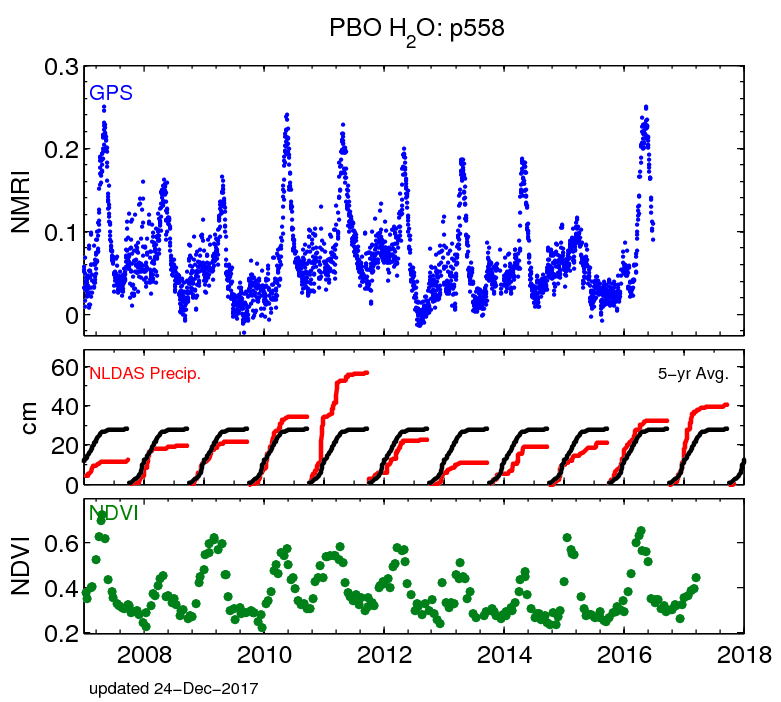 PBO H2O: p558
0.3
GPS
0.2
NMRI
0.1
0
60
NLDAS Precip.
5−yr Avg.
40
cm
20
0
NDVI
0.6
NDVI
0.4
0.2
2008 2010 2012 2014 2016 2018
updated 24−Dec−2017